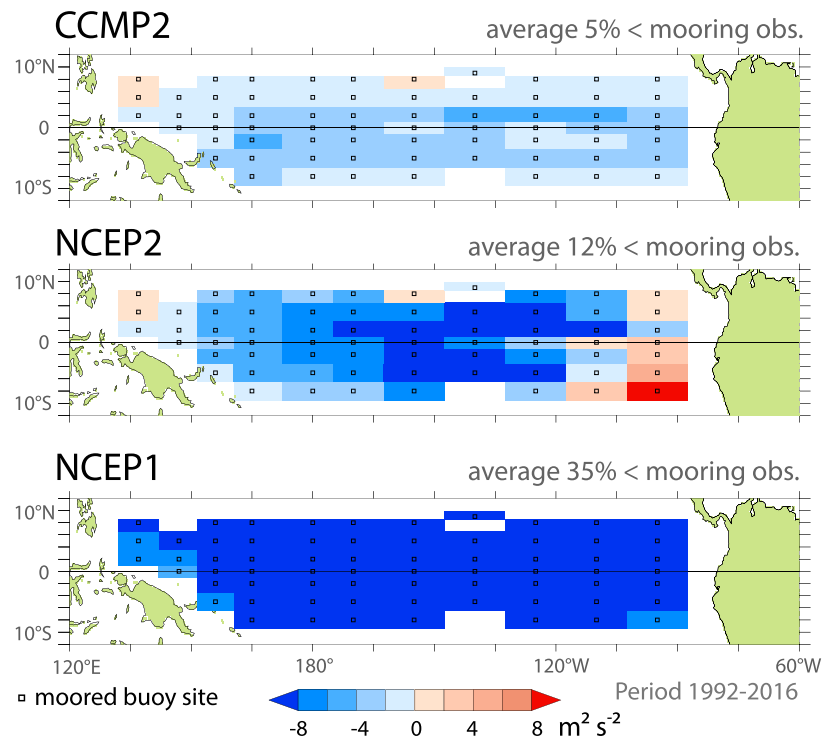 CCMP2 average 5% < mooring obs.
10°N
0
10°S
NCEP2 average 12% < mooring obs.
10°N
0
10°S
NCEP1 average 35% < mooring obs.
10°N
0
10°S
120°E 180° 120°W 60°W
moored buoy site Period 1992-2016
-8 -4 0 4 8 m² s⁻²